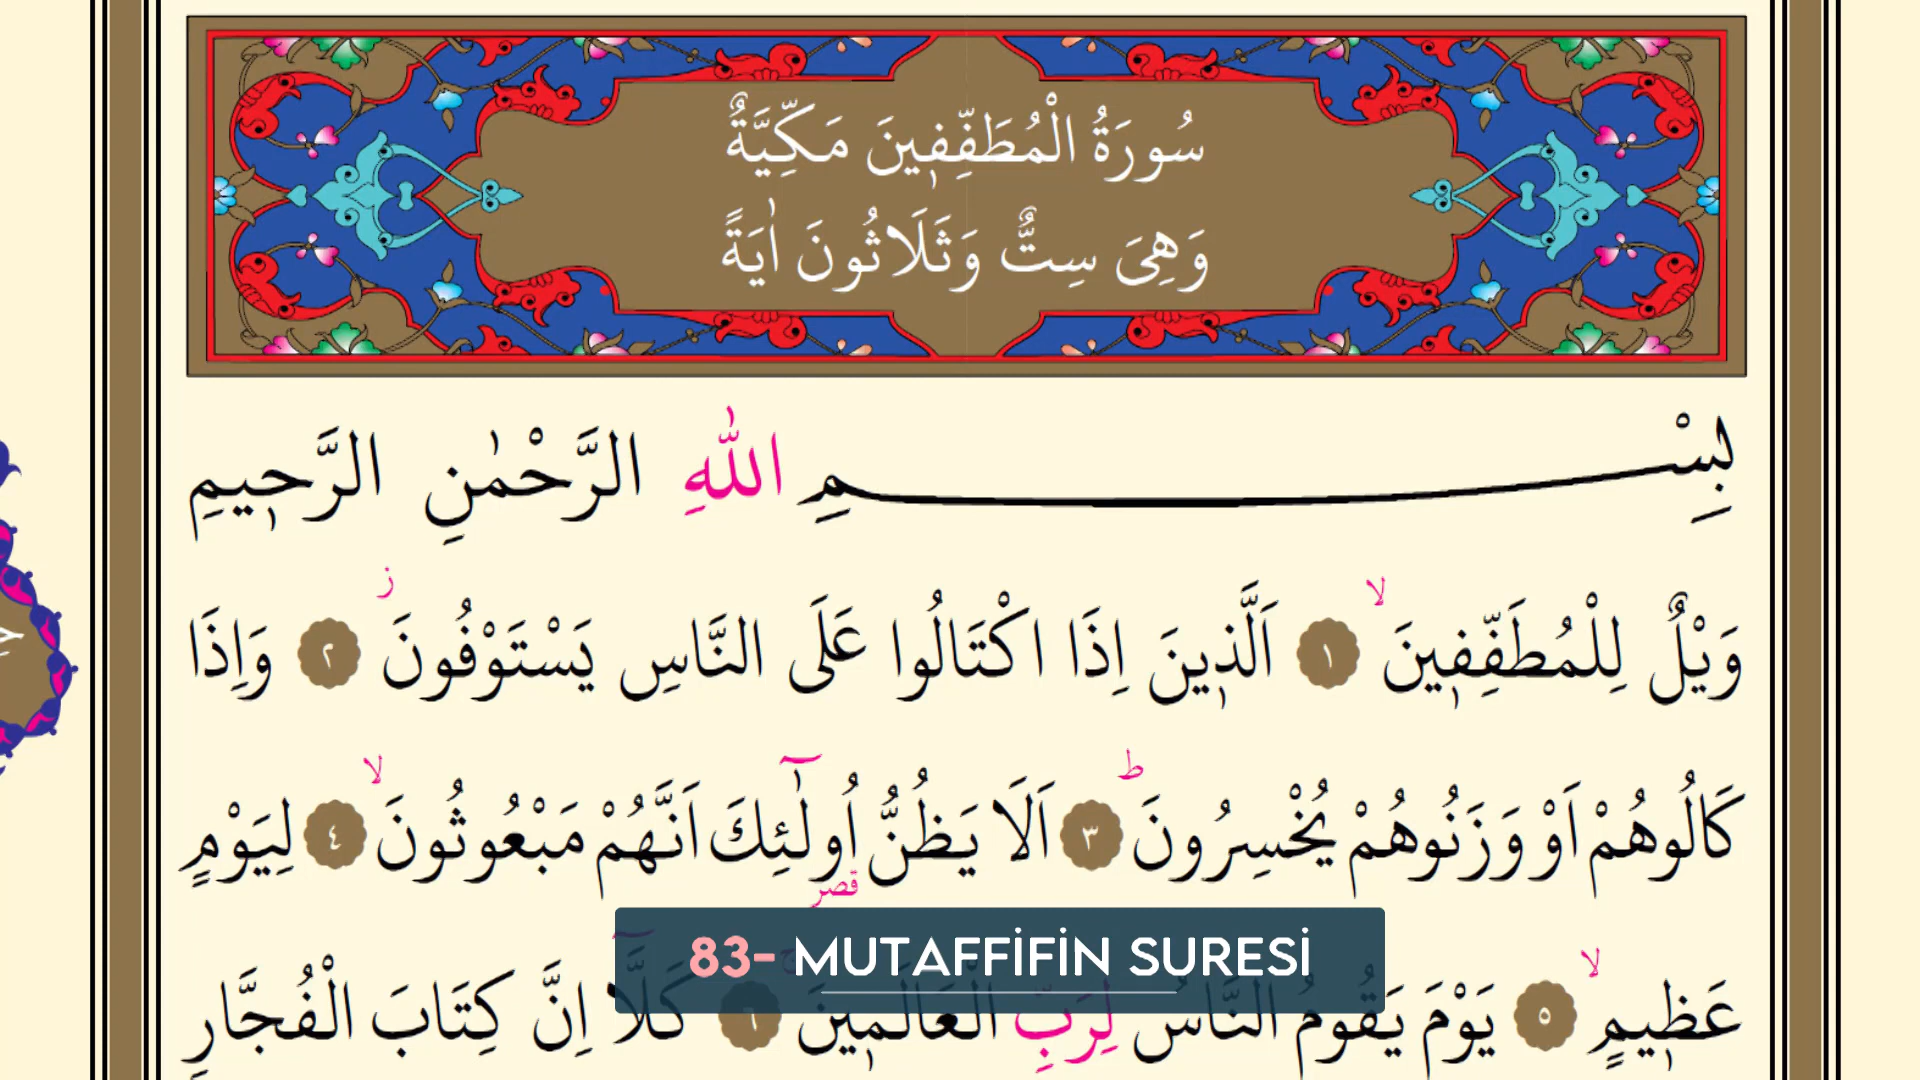 سُورَةُ الْمُطَفِّفٖينَ مَكِّيَّةٌ
وَهِىَ سِتٌّ وَثَلَاثُونَ اٰيَةً
بِسْمِ اللّٰهِ الرَّحْمٰنِ الرَّحٖيمِ
وَيْلٌ لِلْمُطَفِّفٖينَۙ ١ اَلَّذٖينَ اِذَا اكْتَالُوا عَلَى النَّاسِ يَسْتَوْفُونَ ز ٢ وَاِذَا
كَالُوهُمْ اَوْ وَزَنُوهُمْ يُخْسِرُونَ ط ٣ اَلَا يَظُنُّ اُولٰٓئِكَ اَنَّهُمْ مَبْعُوثُونَۙ ٤ لِيَوْمٍ
قصر
عَظٖيمٍۙ ٥ يَوْمَ يَقُومُ النَّاسُ لِرَبِّ الْعَالَمٖينَ ٦ كَلَّٓا اِنَّ كِتَابَ الْفُجَّارِ
83- MUTAFFİFİN SURESİ